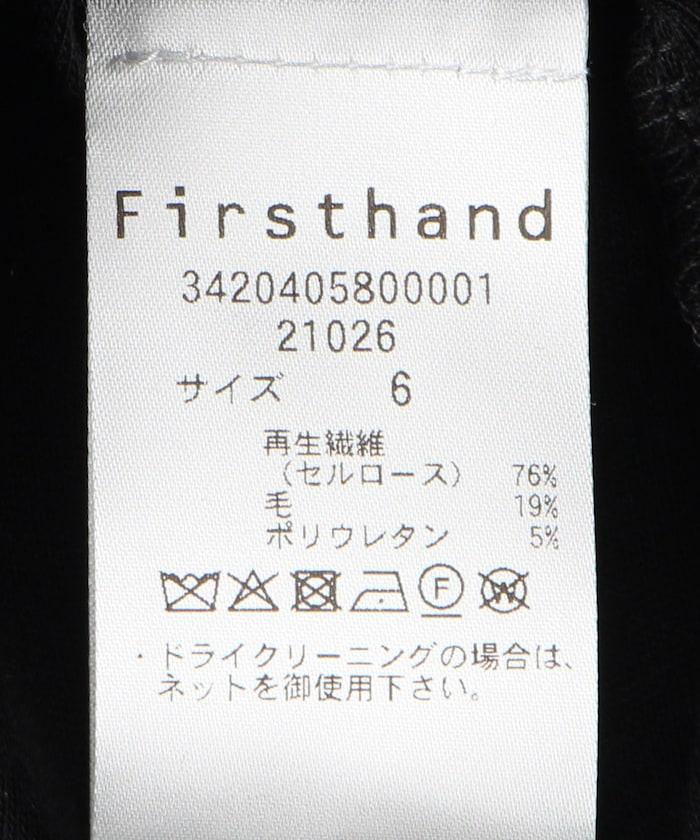 Firsthand
3420405800001
21026
サイズ 6
再生繊維
（セルロース） 76%
毛 19%
ポリウレタン 5%
F W
・ドライクリーニングの場合は、
ネットを御使用下さい。